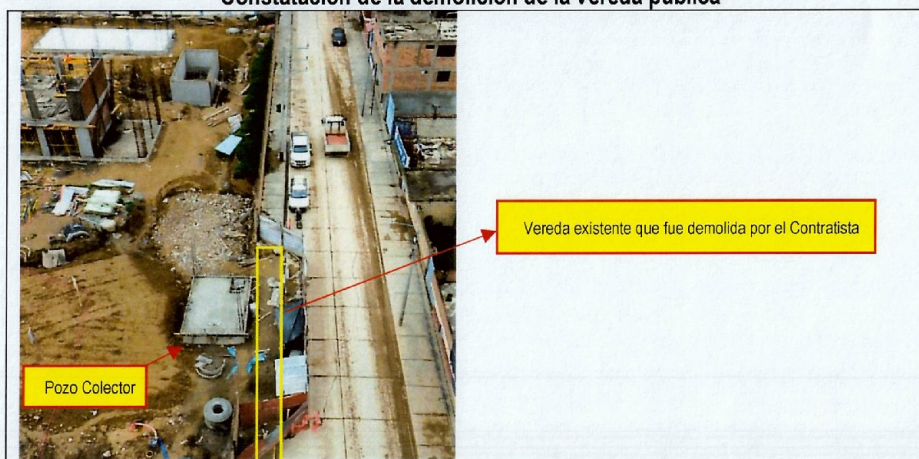 Constatación de la demolición de la vereda pública
Vereda existente que fue demolida por el Contratista
Pozo Colector